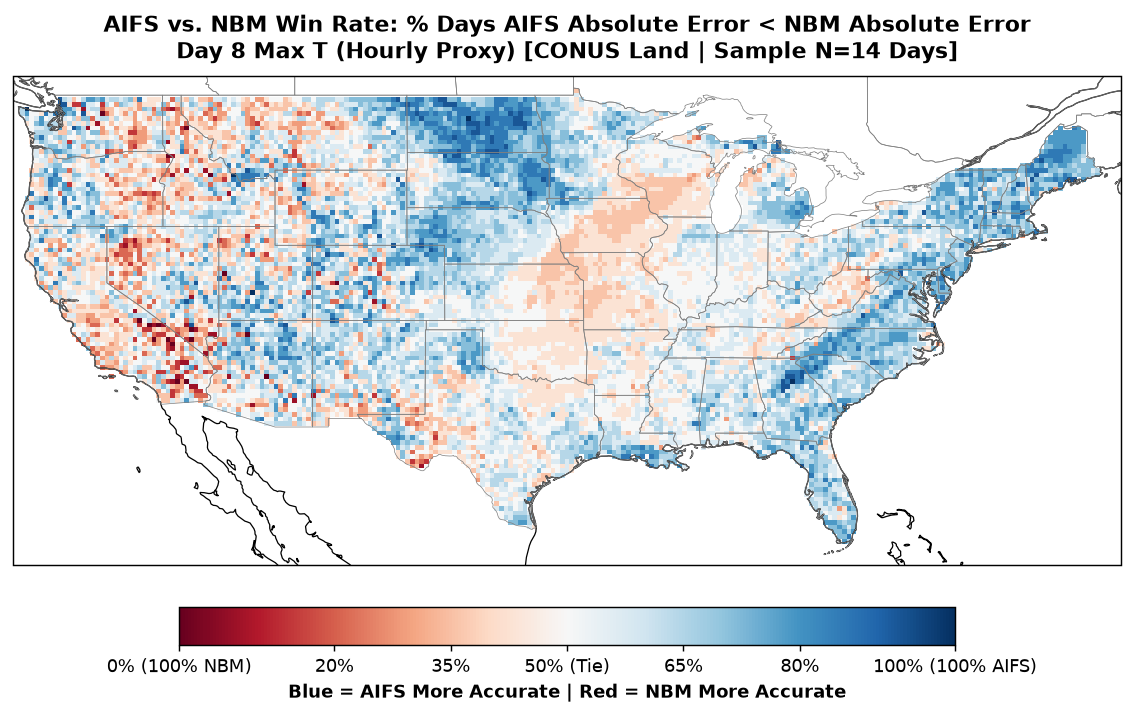 AIFS vs. NBM Win Rate: % Days AIFS Absolute Error < NBM Absolute Error
Day 8 Max T (Hourly Proxy) [CONUS Land | Sample N=14 Days]
0% (100% NBM) 20% 35% 50% (Tie) 65% 80% 100% (100% AIFS)
Blue = AIFS More Accurate | Red = NBM More Accurate